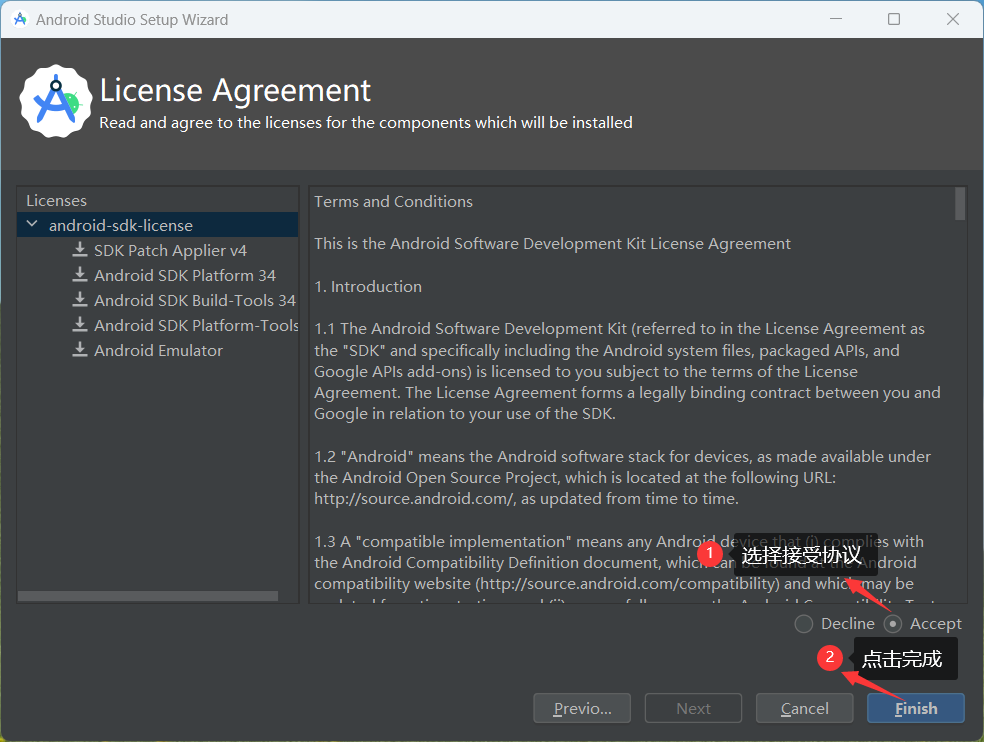 Android Studio Setup Wizard
License Agreement
Read and agree to the licenses for the components which will be installed
Licenses
android-sdk-license
SDK Patch Applier v4
Android SDK Platform 34
Android SDK Build-Tools 34
Android SDK Platform-Tools
Android Emulator
Terms and Conditions
This is the Android Software Development Kit License Agreement
1. Introduction
1.1 The Android Software Development Kit (referred to in the License Agreement as
the "SDK" and specifically including the Android system files, packaged APIs, and
Google APIs add-ons) is licensed to you subject to the terms of the License
Agreement. The License Agreement forms a legally binding contract between you and
Google in relation to your use of the SDK.
1.2 "Android" means the Android software stack for devices, as made available under
the Android Open Source Project, which is located at the following URL:
http://source.android.com/, as updated from time to time.
1.3 A "compatible implementation" means any Android device that (i) complies with
the Android Compatibility Definition document, which can be found at the Android
compatibility website (http://source.android.com/compatibility) and which may be
1 选择接受协议
Decline Accept
2 点击完成
Previo... Next Cancel Finish